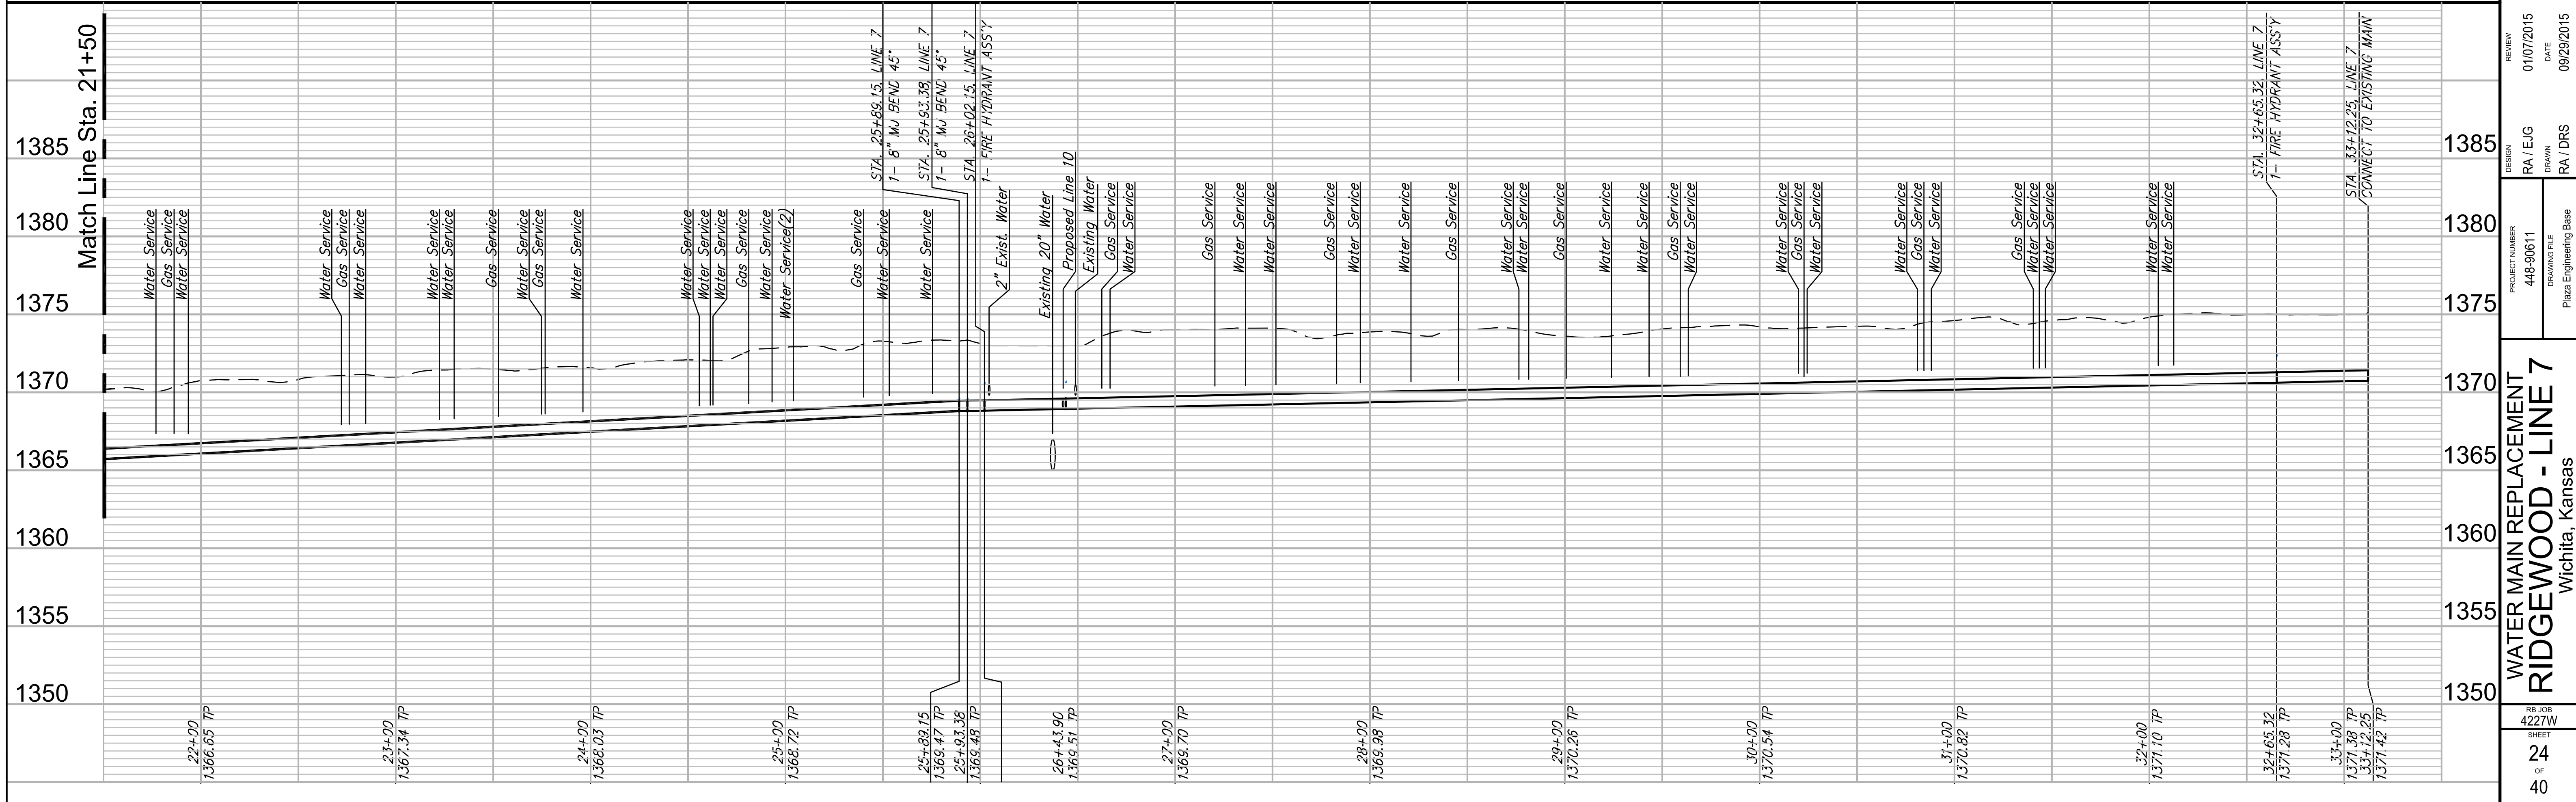 Match Line Sta. 21+50
1385
1380
1375
1370
1365
1360
1355
1350
Water Service
Gas Service
Water Service
Water Service
Gas Service
Water Service
Water Service
Water Service
Gas Service
Water Service
Gas Service
Water Service
Water Service
Water Service
Water Service
Gas Service
Water Service
Water Service(2)
Gas Service
Water Service
Water Service
STA. 25+89.15, LINE 7
1- 8" MJ BEND 45°
STA. 25+93.38, LINE 7
1- 8" MJ BEND 45°
STA. 26+02.15, LINE 7
1- FIRE HYDRANT ASS'Y
2" Exist. Water
Existing 20" Water
Proposed Line 10
Existing Water
Gas Service
Water Service
Gas Service
Water Service
Water Service
Gas Service
Water Service
Water Service
Gas Service
Water Service
Water Service
Gas Service
Water Service
Water Service
Gas Service
Water Service
Water Service
Gas Service
Water Service
Water Service
Gas Service
Water Service
Gas Service
Water Service
Water Service
Water Service
Water Service
STA. 32+65.32, LINE 7
1- FIRE HYDRANT ASS'Y
STA. 33+12.25, LINE 7
CONNECT TO EXISTING MAIN
1385
1380
1375
1370
1365
1360
1355
1350
22+00
1366.65 TP
23+00
1367.34 TP
24+00
1368.03 TP
25+00
1368.72 TP
25+89.15
1369.47 TP
25+93.38
1369.48 TP
26+43.90
1369.51 TP
27+00
1369.70 TP
28+00
1369.98 TP
29+00
1370.26 TP
30+00
1370.54 TP
31+00
1370.82 TP
32+00
1371.10 TP
32+65.32
1371.28 TP
33+00
1371.38 TP
33+12.25
1371.42 TP
REVIEW
01/07/2015
DATE
09/29/2015
DESIGN
RA / EJG
DRAWN
RA / DRS
PROJECT NUMBER
448-90611
DRAWING FILE
Plaza Engineering Base
WATER MAIN REPLACEMENT
RIDGEWOOD - LINE 7
Wichita, Kansas
RB JOB
4227W
SHEET
24
OF
40